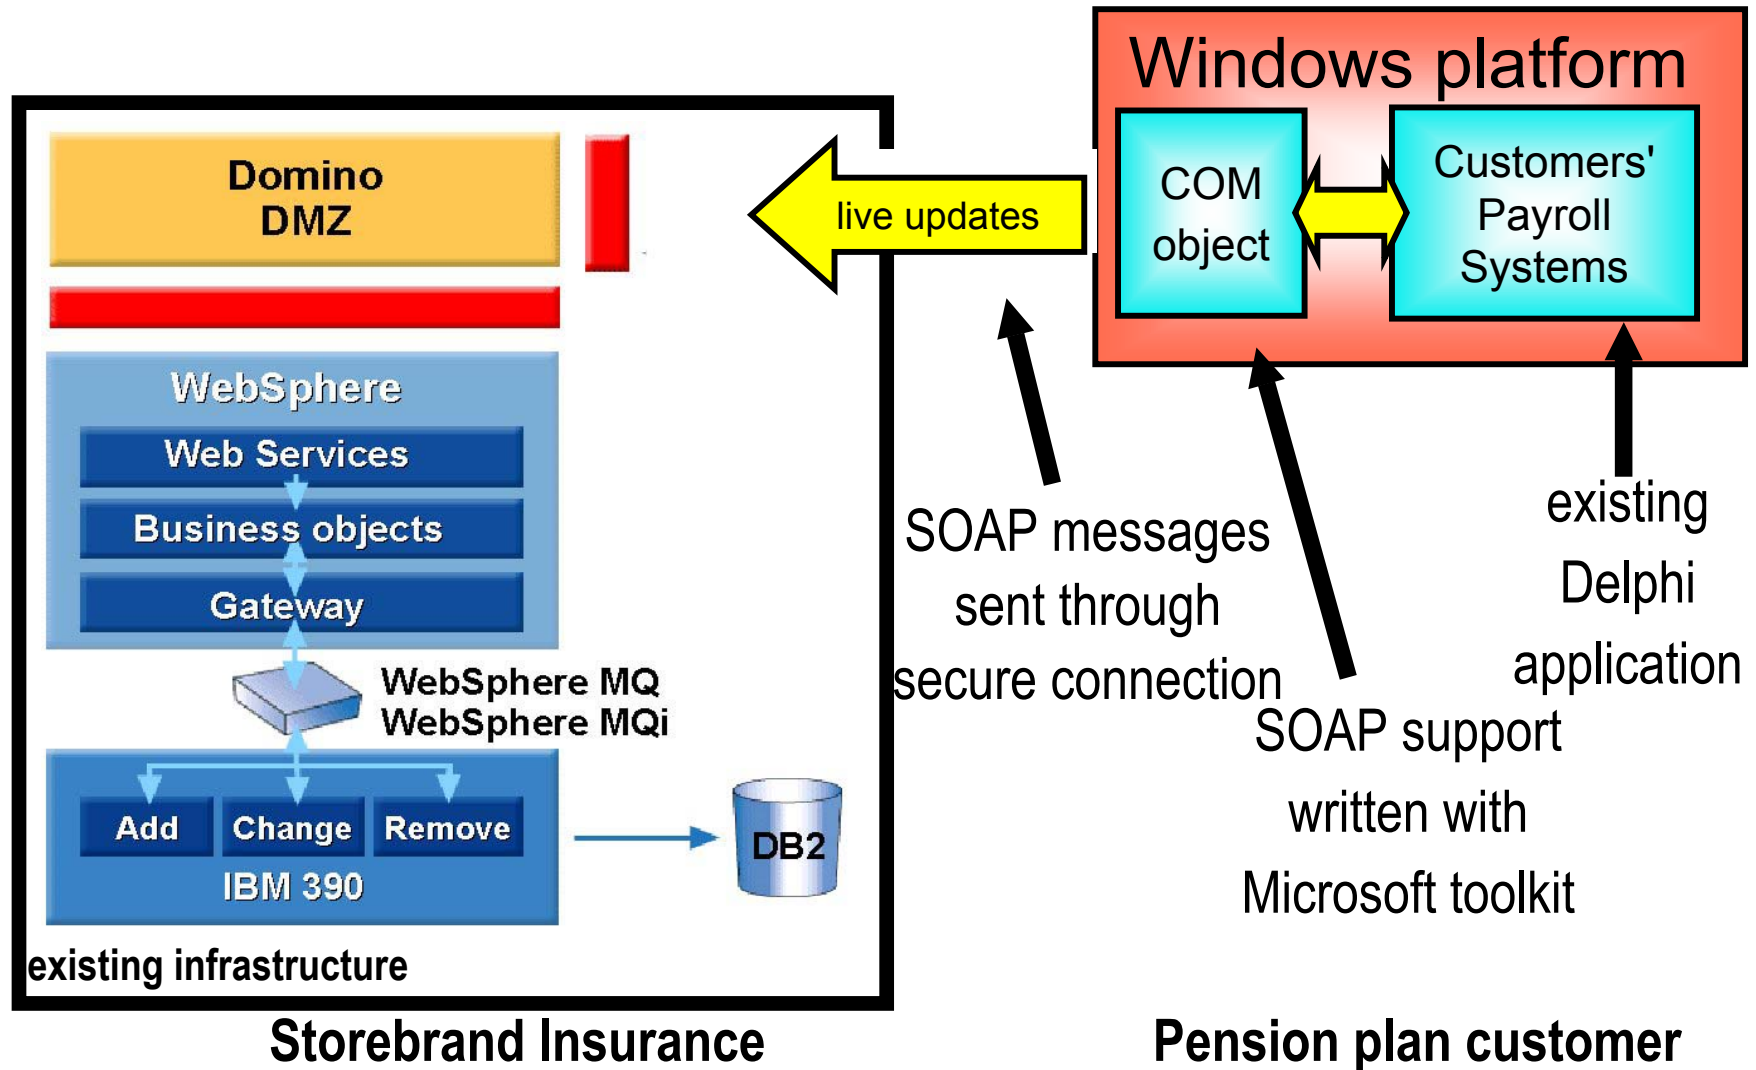 Windows platform
Domino
DMZ
live updates
COM
object
Customers'
Payroll
Systems
WebSphere
Web Services
Business objects
Gateway
WebSphere MQ
WebSphere MQi
Add
Change
Remove
IBM 390
DB2
existing infrastructure
SOAP messages
sent through
secure connection
existing
Delphi
application
SOAP support
written with
Microsoft toolkit
Storebrand Insurance
Pension plan customer